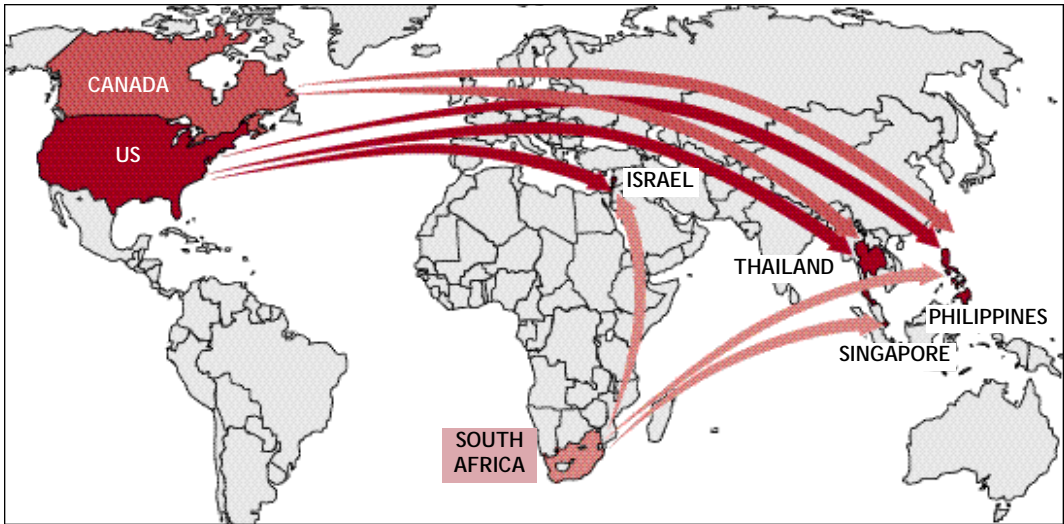 CANADA
US
ISRAEL
THAILAND
PHILIPPINES
SINGAPORE
SOUTH
AFRICA